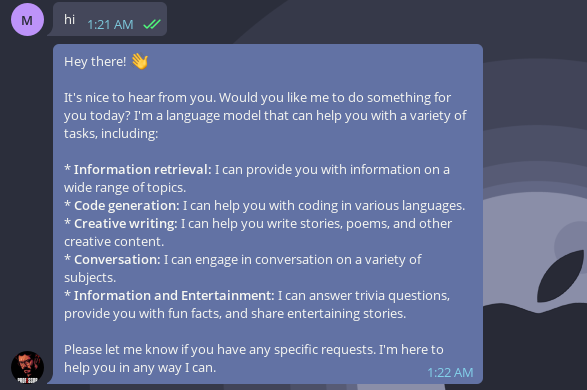 M
hi
1:21 AM
Hey there! 👋
It's nice to hear from you. Would you like me to do something for
you today? I'm a language model that can help you with a variety of
tasks, including:
* Information retrieval: I can provide you with information on a
wide range of topics.
* Code generation: I can help you with coding in various languages.
* Creative writing: I can help you write stories, poems, and other
creative content.
* Conversation: I can engage in conversation on a variety of
subjects.
* Information and Entertainment: I can answer trivia questions,
provide you with fun facts, and share entertaining stories.
Please let me know if you have any specific requests. I'm here to
help you in any way I can.
1:22 AM